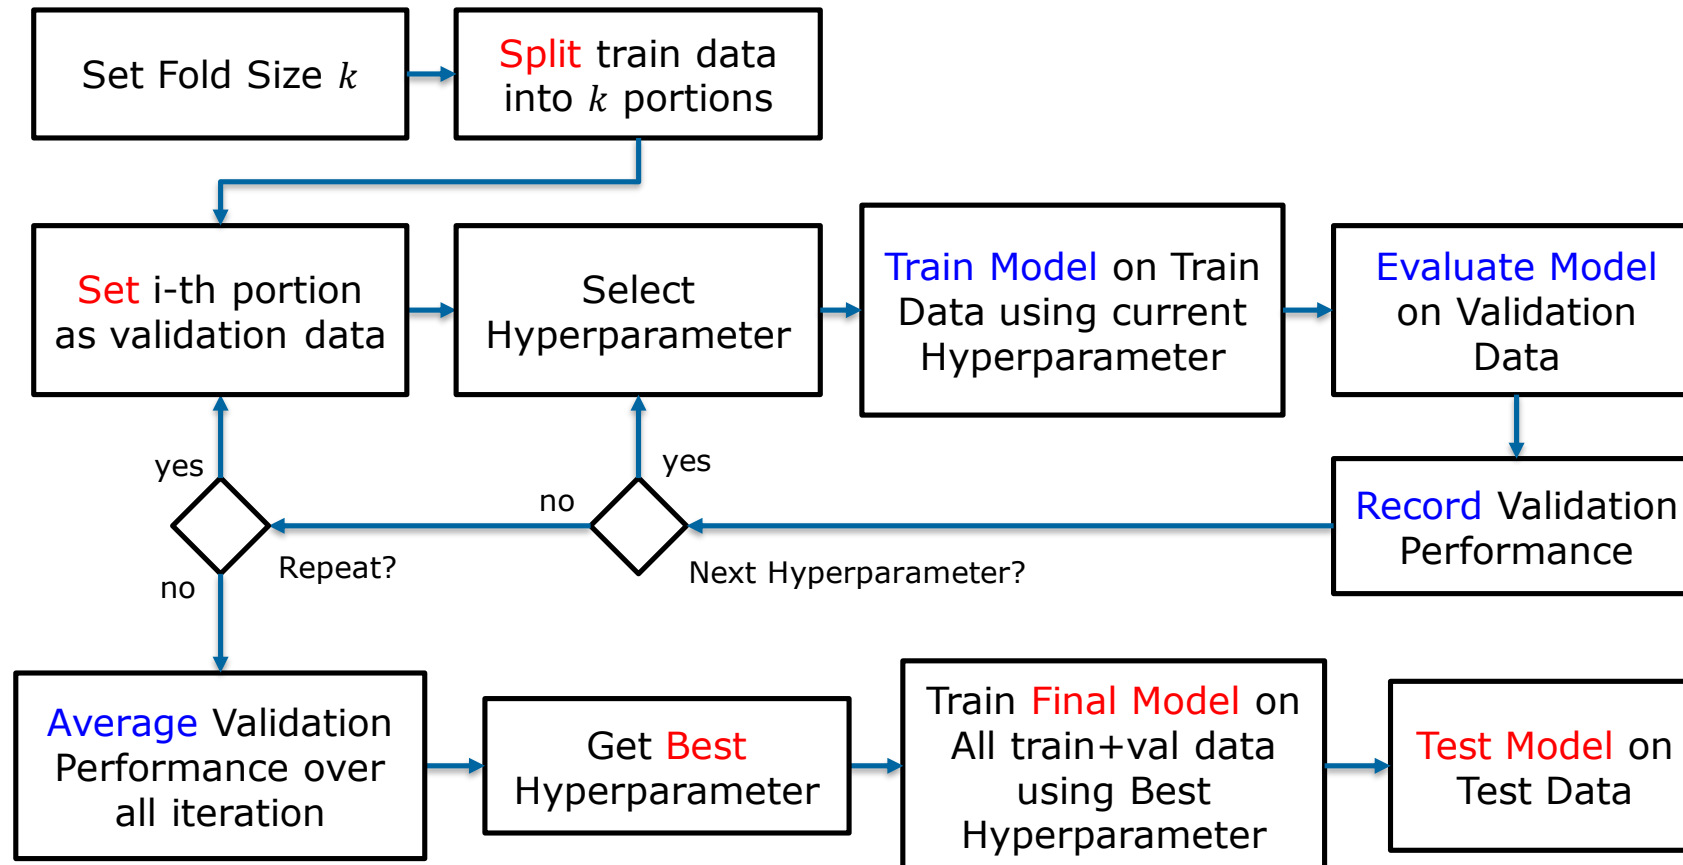 Set Fold Size k
Split train data
into k portions
Set i-th portion
as validation data
Select
Hyperparameter
Train Model on Train
Data using current
Hyperparameter
Evaluate Model
on Validation
Data
yes
yes
no
Record Validation
Performance
Repeat?
Next Hyperparameter?
no
Average Validation
Performance over
all iteration
Get Best
Hyperparameter
Train Final Model on
All train+val data
using Best
Hyperparameter
Test Model on
Test Data